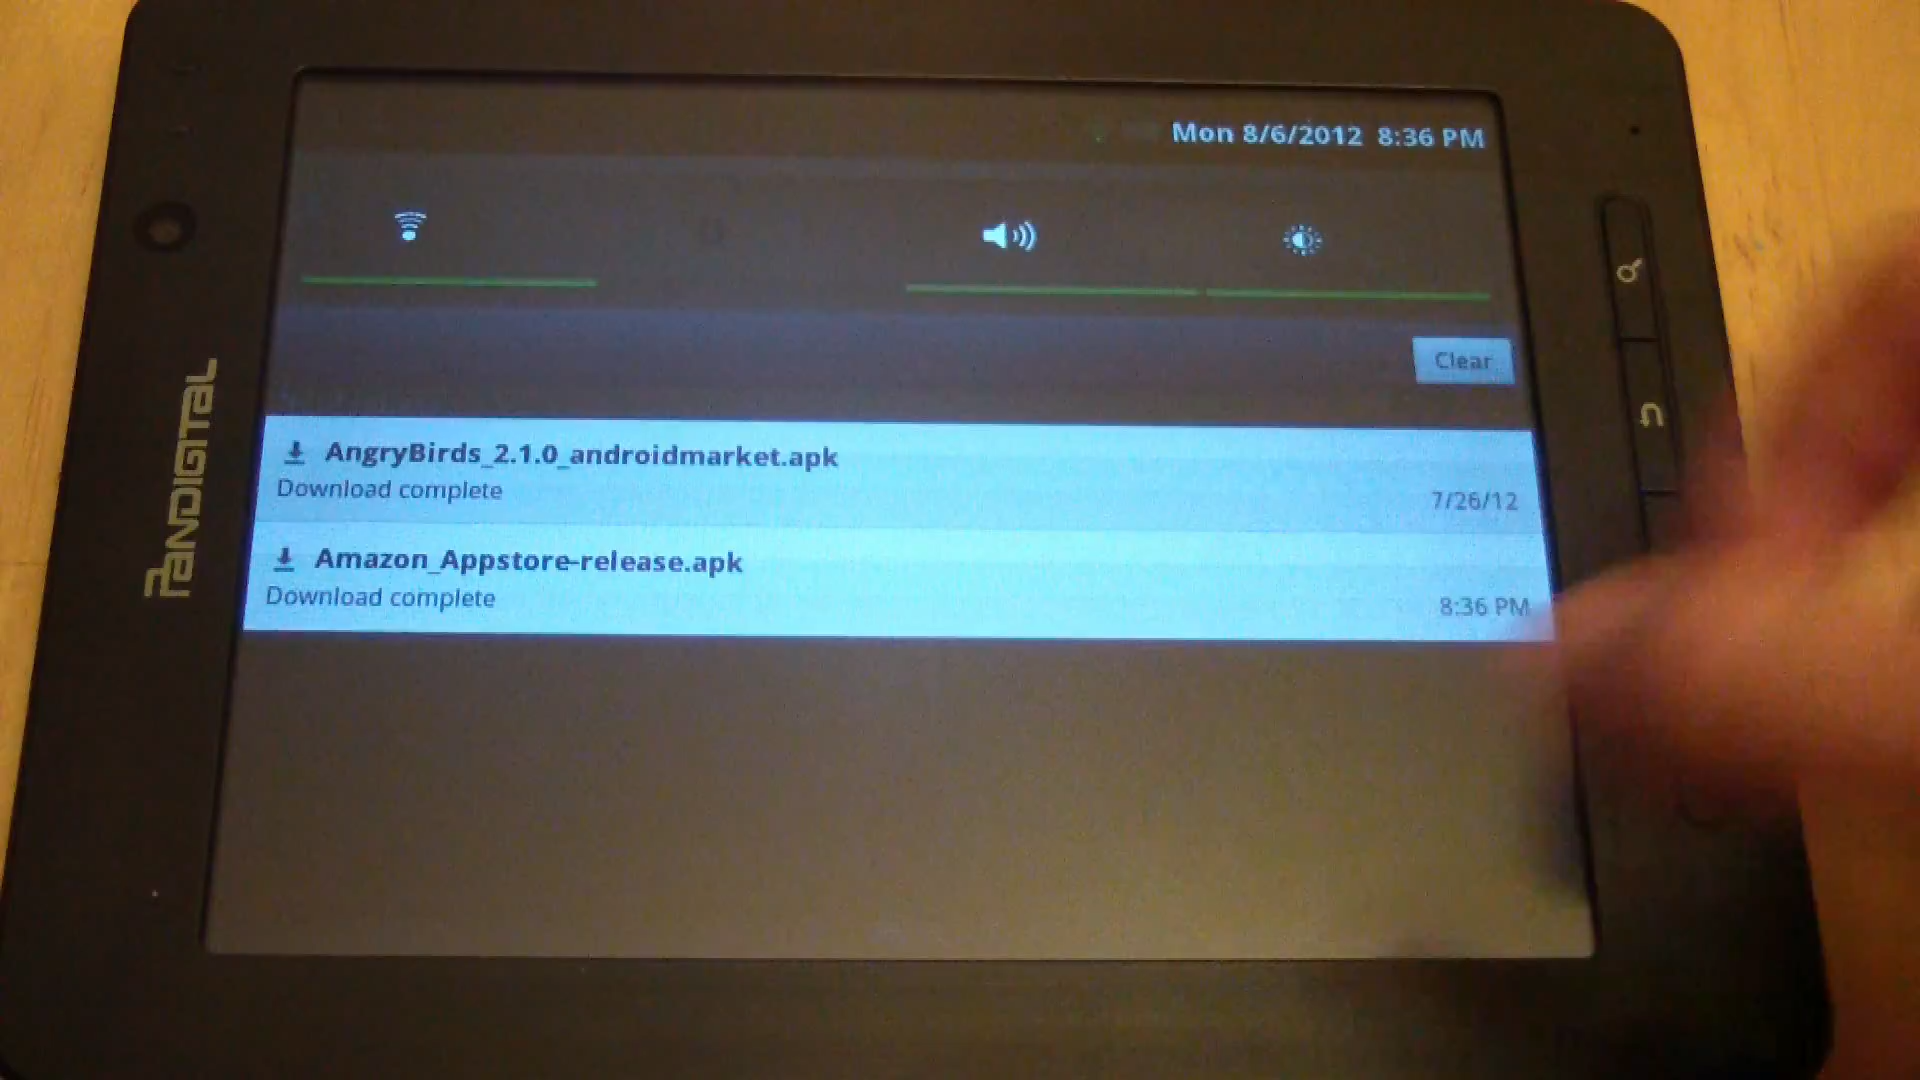 Mon 8/6/2012 8:36 PM
Clear
AngryBirds_2.1.0_androidmarket.apk
Download complete
7/26/12
Amazon_Appstore-release.apk
Download complete
8:36 PM
PANDIGITAL